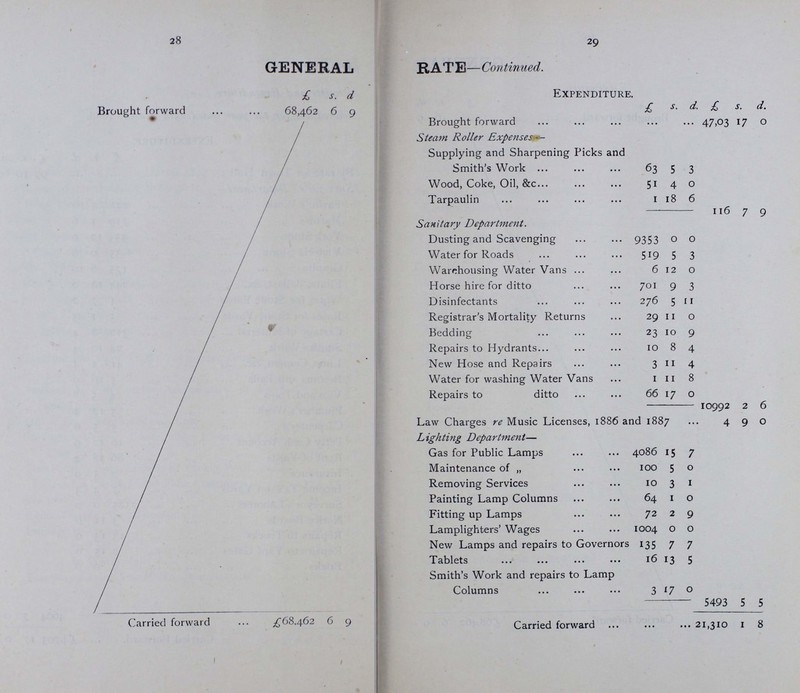 28
GENERAL
£ s. d
Brought forward ... ... 68,462 6 9
Carried forward ... £68,462 6 9
29
RATE—Continued.
EXPENDITURE.
£ s. d. £ s. d.
Brought forward ... ... ... ... ... 47,03 17 0
Steam Roller Expenses—
Supplying and Sharpening Picks and
Smith's Work ... ... ... 63 5 3
Wood, Coke, Oil, &c... ... ... 51 4 0
Tarpaulin ... ... ... ... 1 18 6
116 7 9
Sanitary Department.
Dusting and Scavenging ... ... 9353 0 0
Water for Roads ... ... ... 519 5 3
Warehousing Water Vans ... ... 6 12 0
Horse hire for ditto ... ... 701 9 3
Disinfectants ... ... ... 276 5 11
Registrar's Mortality Returns ... 29 11 0
Bedding ... ... ... 23 10 9
Repairs to Hydrants... ... ... 10 8 4
New Hose and Repairs ... ... 3 11 4
Water for washing Water Vans ... 1 11 8
Repairs to ditto ... ... 66 17 0
10992 2 6
Law Charges re Music Licenses, 1886 and 1887 ... 4 9 0
Lighting Department—
Gas for Public Lamps ... ... 4086 15 7
Maintenance of „ ... ... 100 5 0
Removing Services ... ... 10 3 1
Painting Lamp Columns ... ... 64 1 0
Fitting up Lamps ... ... 72 2 9
Lamplighters' Wages ... ... 1004 0 0
New Lamps and repairs to Governors 135 7 7
Tablets ... ... ... ... 16 13 5
Smith's Work and repairs to Lamp
Columns ... ... ... 3 17 0
5493 5 5
Carried forward ... ... ... 21,310 1 8